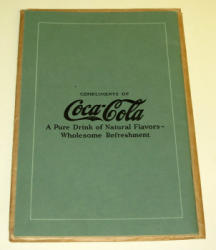 COMPLIMENTS OF
Coca-Cola
A Pure Drink of Natural Flavors-
Wholesome Refreshment